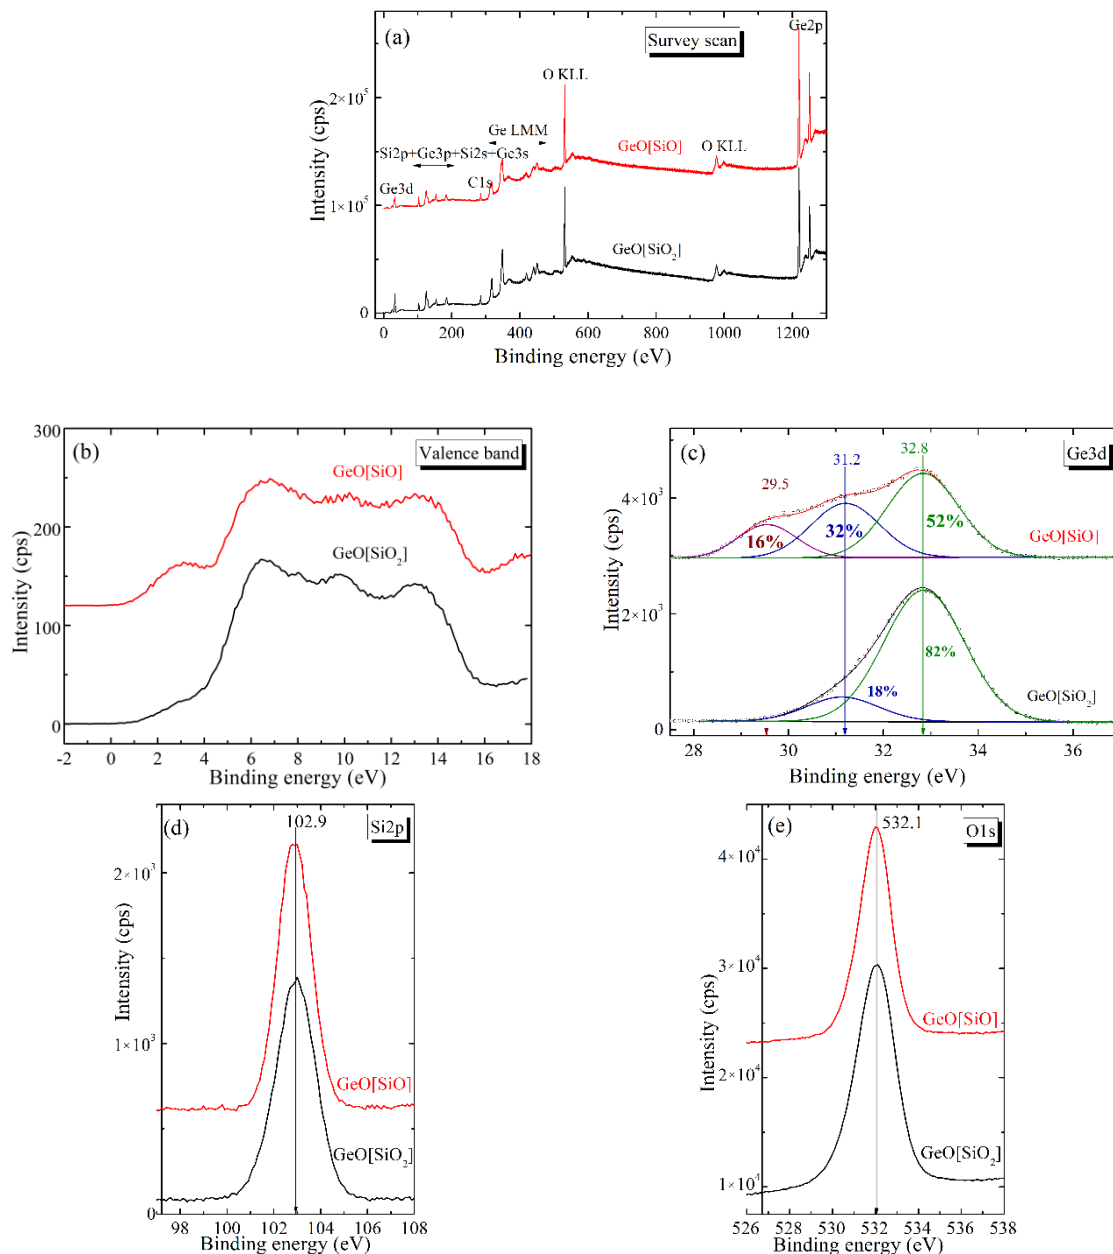 (a)
Survey scan
Ge2p
O KLL
Ge LMM
GeO[SiO]
O KLL
Si2p+Ge3p+Si2s+Ge3s
Ge3d
C1s
GeO[SiO₂]
2×10⁵
1×10⁵
0
Intensity (cps)
0 200 400 600 800 1000 1200
Binding energy (eV)
(b)
Valence band
GeO[SiO]
GeO[SiO₂]
300
200
100
0
Intensity (cps)
-2 0 2 4 6 8 10 12 14 16 18
Binding energy (eV)
(c)
Ge3d
29.5
31.2
32.8
16%
32%
52%
GeO[SiO]
82%
18%
GeO[SiO₂]
4×10³
2×10³
0
Intensity (cps)
28 30 32 34 36
Binding energy (eV)
(d)
102.9
Si2p
GeO[SiO]
GeO[SiO₂]
2×10³
1×10³
0
Intensity (cps)
98 100 102 104 106 108
Binding energy (eV)
(e)
532.1
O1s
GeO[SiO]
GeO[SiO₂]
4×10⁴
3×10⁴
2×10⁴
1×10⁴
Intensity (cps)
526 528 530 532 534 536 538
Binding energy (eV)